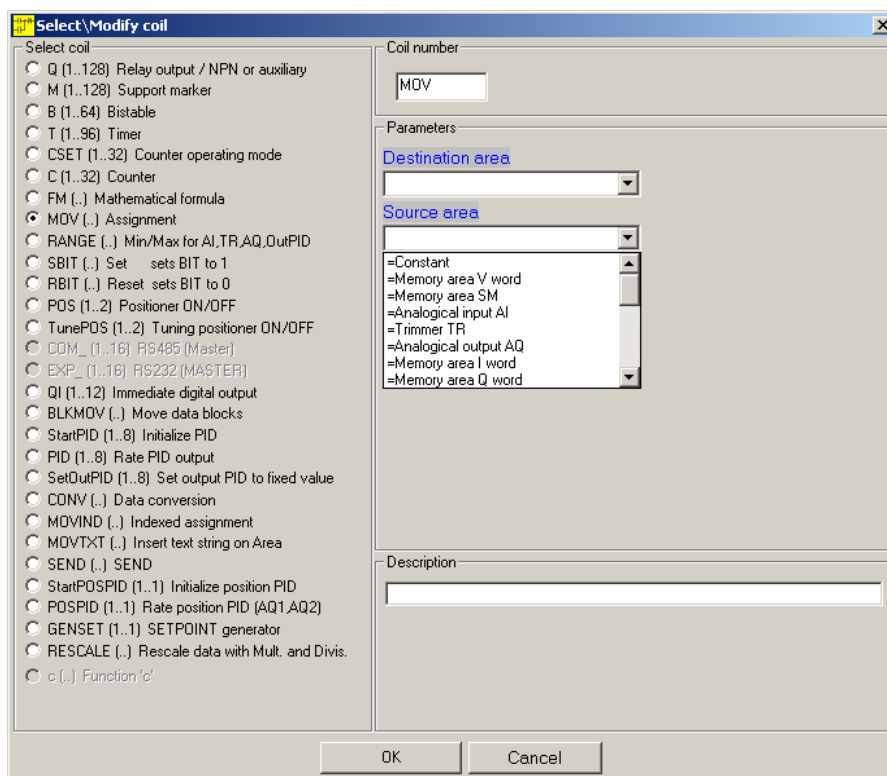 Select\Modify coil
Select coil
Q (1..128) Relay output / NPN or auxiliary
M (1..128) Support marker
B (1..64) Bistable
T (1..96) Timer
CSET (1..32) Counter operating mode
C (1..32) Counter
FM (..) Mathematical formula
MOV (..) Assignment
RANGE (..) Min/Max for AI,TR,AQ,OutPID
SBIT (..) Set sets BIT to 1
RBIT (..) Reset sets BIT to 0
POS (1..2) Positioner ON/OFF
TunePOS (1..2) Tuning positioner ON/OFF
COM_ (1..16) RS485 (Master)
EXP_ (1..16) RS232 (MASTER)
QI (1..12) Immediate digital output
BLKMOV (..) Move data blocks
StartPID (1..8) Initialize PID
PID (1..8) Rate PID output
SetOutPID (1..8) Set output PID to fixed value
CONV (..) Data conversion
MOVIND (..) Indexed assignment
MOVTXT (..) Insert text string on Area
SEND (..) SEND
StartPOSPID (1..1) Initialize position PID
POSPID (1..1) Rate position PID (AQ1,AQ2)
GENSET (1..1) SETPOINT generator
RESCALE (..) Rescale data with Mult. and Divis.
c (..) Function 'c'
Coil number
MOV
Parameters
Destination area
Source area
=Constant
=Memory area V word
=Memory area SM
=Analogical input AI
=Trimmer TR
=Analogical output AQ
=Memory area I word
=Memory area Q word
Description
OK
Cancel